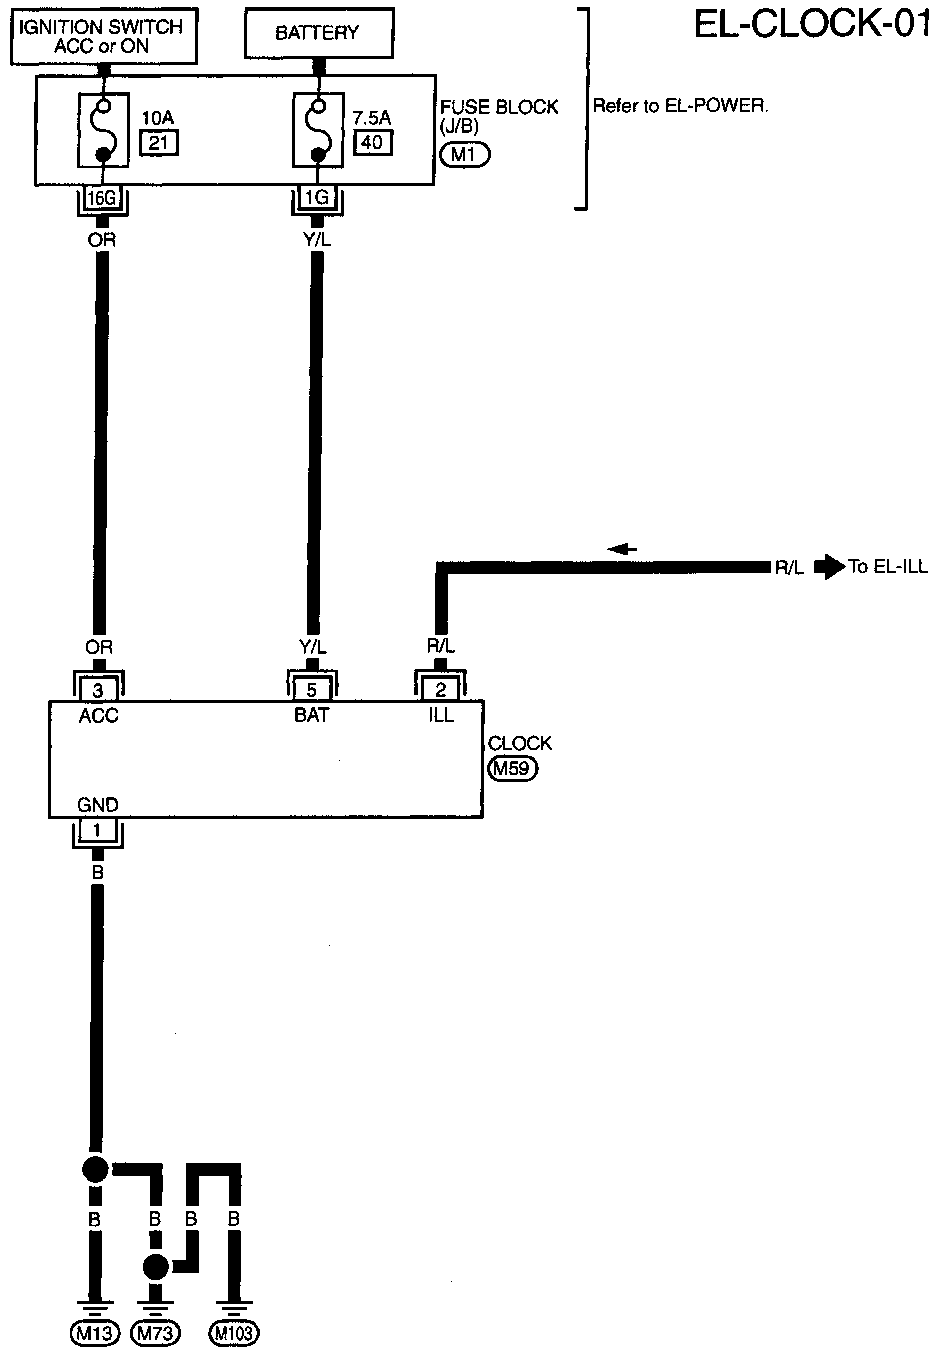 EL-CLOCK-01
IGNITION SWITCH
ACC or ON
BATTERY
10A
21
7.5A
40
FUSE BLOCK
(J/B)
M1
Refer to EL-POWER.
16G
1G
OR
Y/L
R/L
To EL-ILL
OR
Y/L
R/L
3
5
2
ACC
BAT
ILL
CLOCK
M59
GND
1
B
B
B
B
B
M13
M73
M103